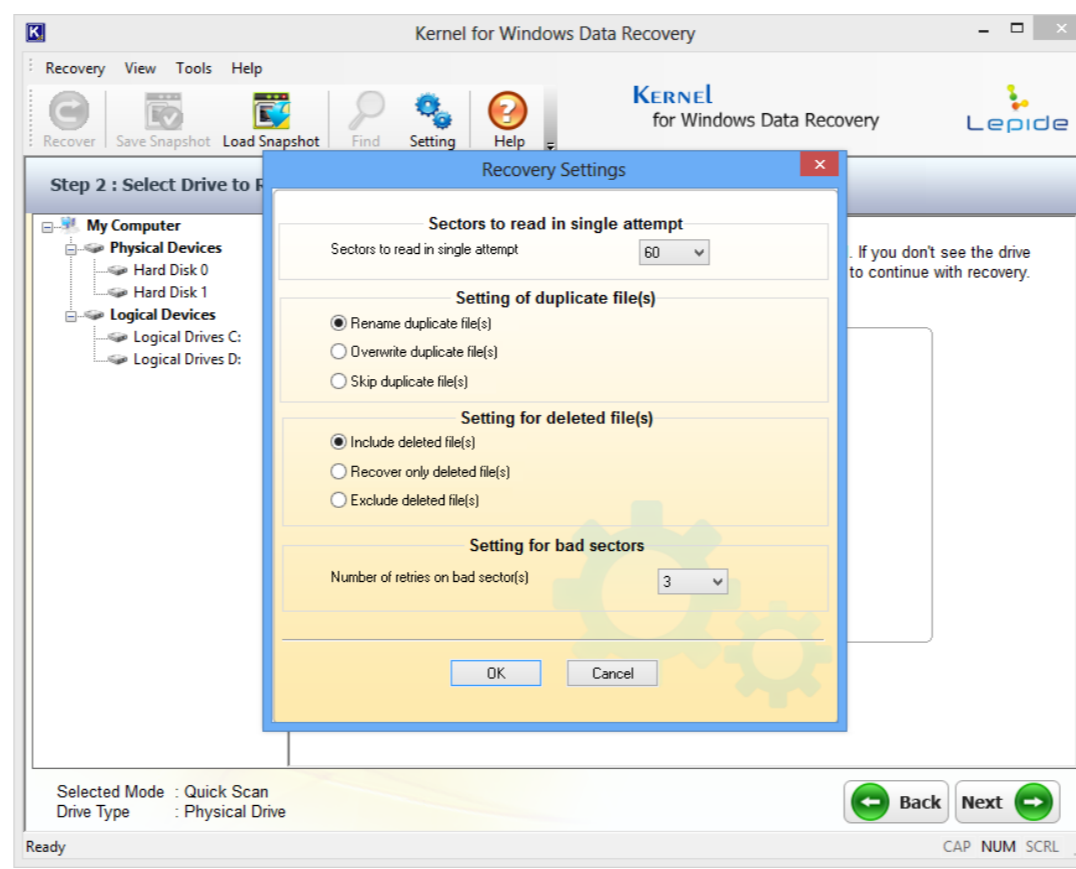 Kernel for Windows Data Recovery
Recovery View Tools Help
Recover Save Snapshot Load Snapshot Find Setting Help
KERNEL
for Windows Data Recovery
Lepide
Step 2 : Select Drive to R
Recovery Settings
My Computer
Physical Devices
Hard Disk 0
Hard Disk 1
Logical Devices
Logical Drives C:
Logical Drives D:
Sectors to read in single attempt
Sectors to read in single attempt 60
Setting of duplicate file(s)
Rename duplicate file(s)
Overwrite duplicate file(s)
Skip duplicate file(s)
Setting for deleted file(s)
Include deleted file(s)
Recover only deleted file(s)
Exclude deleted file(s)
Setting for bad sectors
Number of retries on bad sector(s) 3
OK Cancel
. If you don't see the drive
to continue with recovery.
Selected Mode : Quick Scan
Drive Type : Physical Drive
Back Next
Ready CAP NUM SCRL